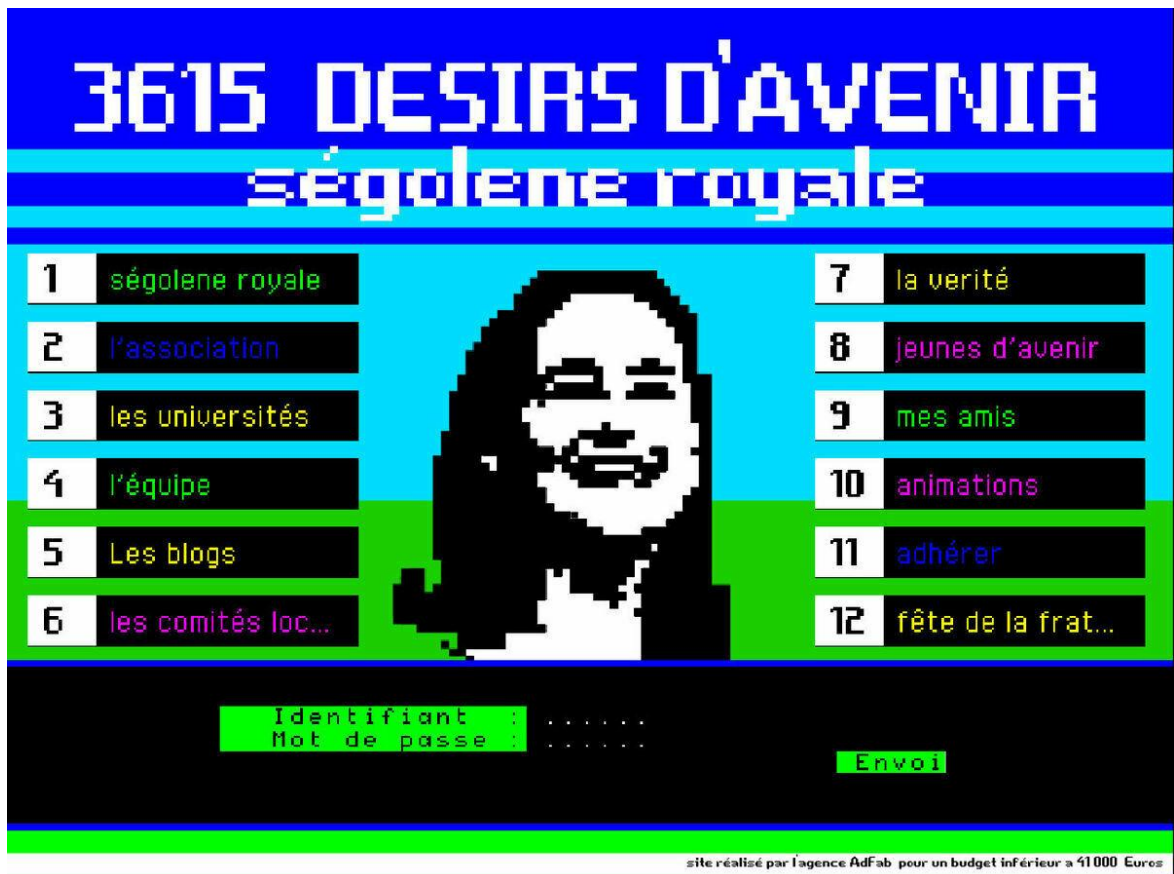 3615 DESIRS D'AVENIR
ségolene royale
1 ségolene royale
2 l'association
3 les universités
4 l'équipe
5 Les blogs
6 les comités loc...
7 la verité
8 jeunes d'avenir
9 mes amis
10 animations
11 adhérer
12 fête de la frat...
Identifiant : ......
Mot de passe : ......
Envoi
site réalisé par l'agence AdFab pour un budget inférieur a 41000 Euros